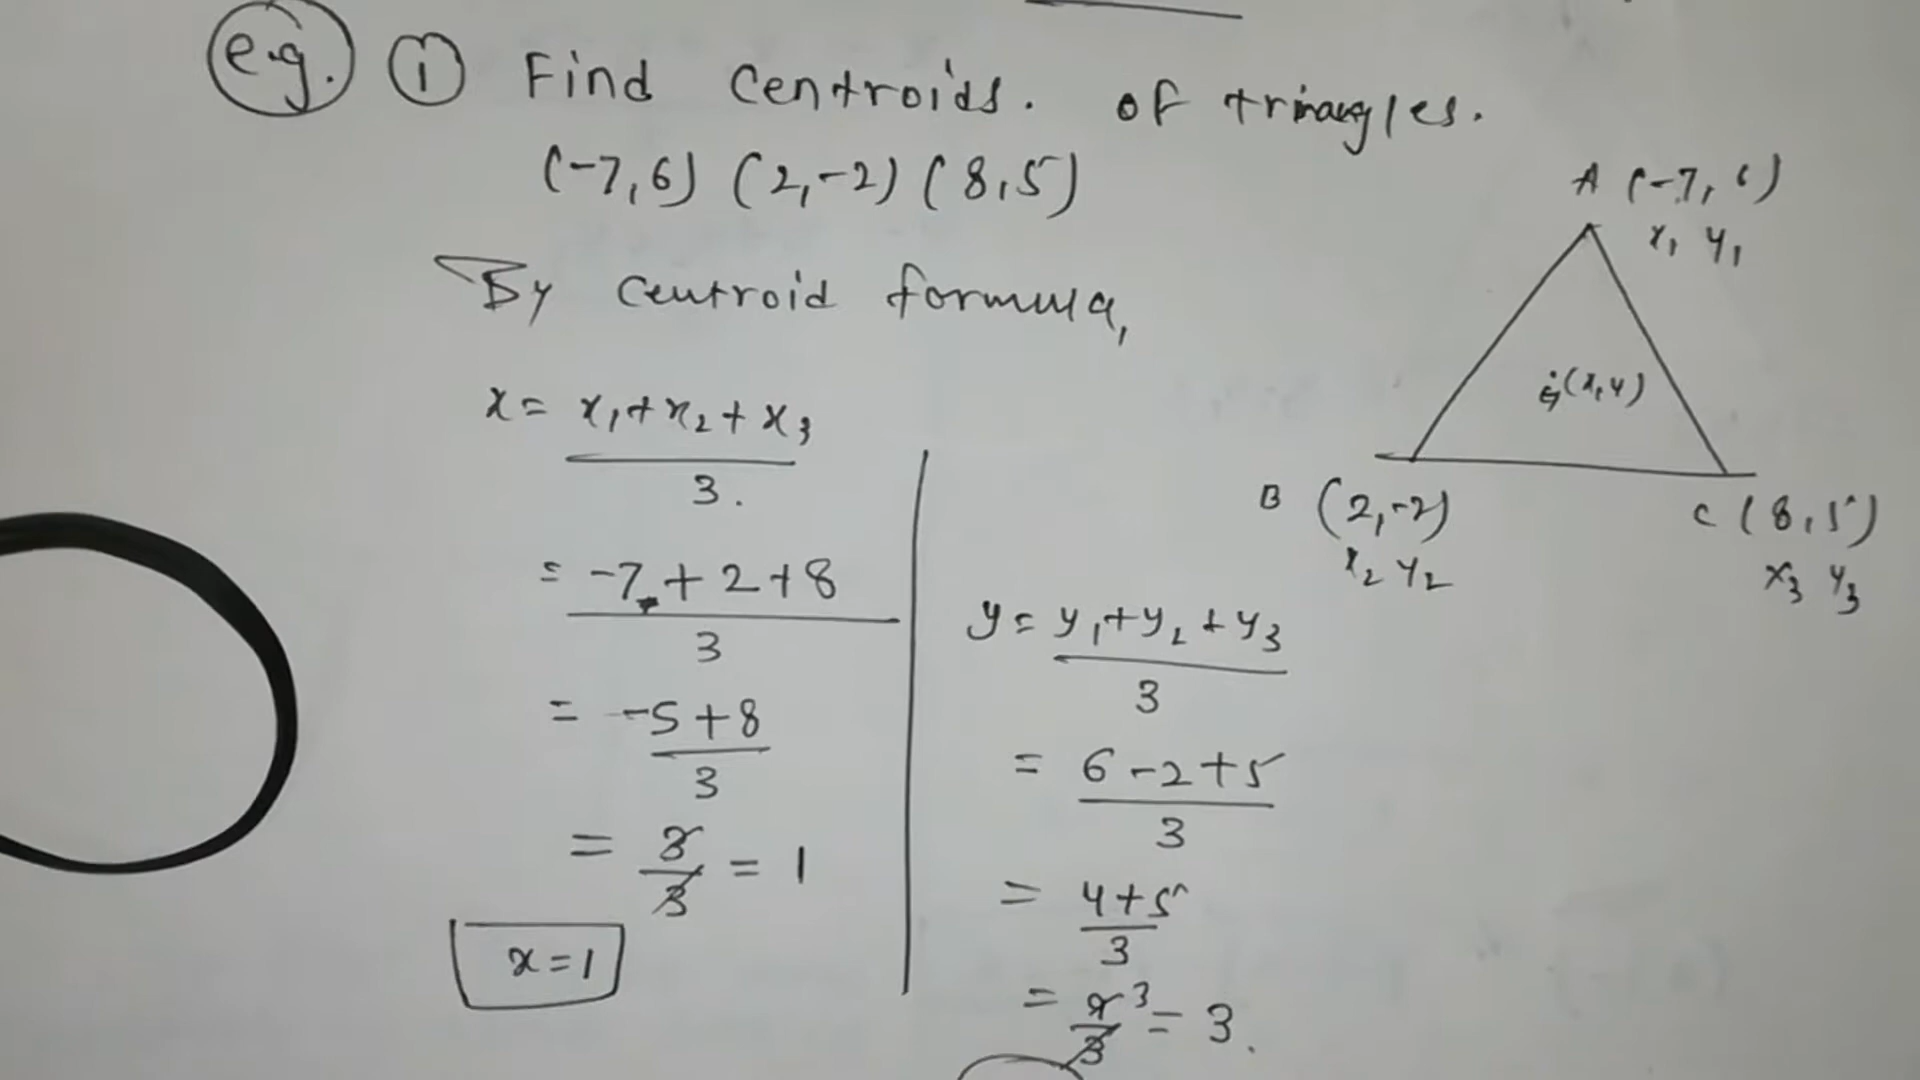 e.g. ① Find Centroids. of triangles.
(-7,6) (2,-2) (8,5)
By Centroid formula,
x = x₁+x₂+x₃
3.
= -7+2+8
3
= -5+8
3
= 3
3
= 1
x=1
y = y₁+y₂+y₃
3
= 6-2+5
3
= 4+5
3
= 9 3
3
= 3.
A (-7, 6)
x₁ y₁
G(x,y)
B (2,-2)
x₂ y₂
C (8,5)
x₃ y₃